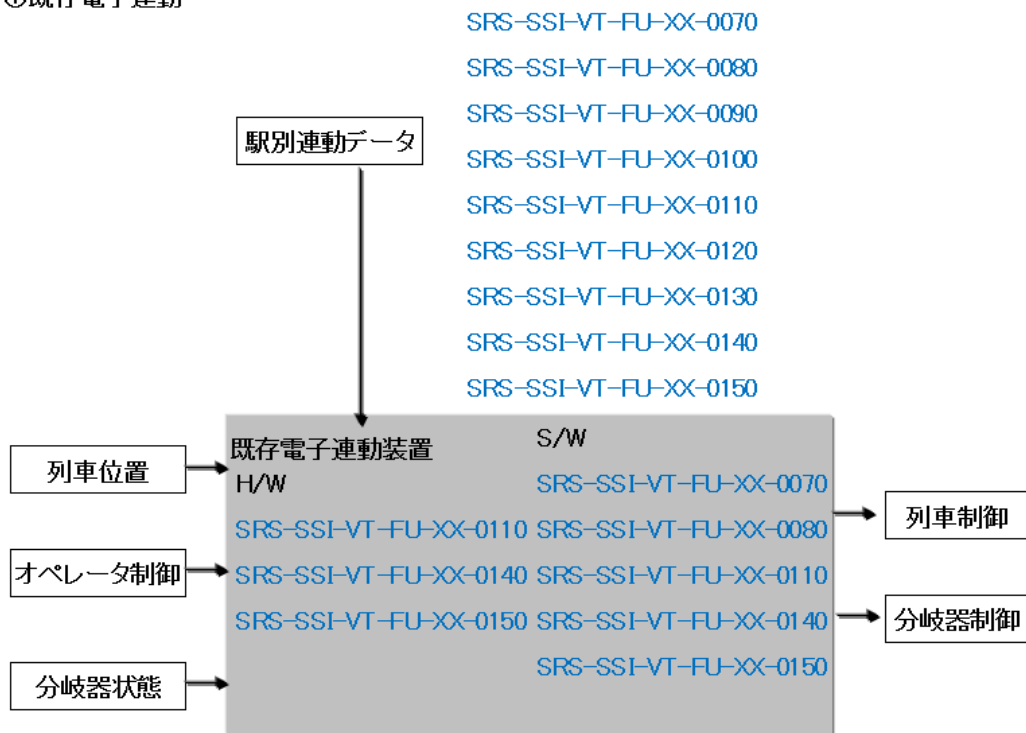 ①既存電子連動
SRS-SSI-VT-FU-XX-0070
SRS-SSI-VT-FU-XX-0080
SRS-SSI-VT-FU-XX-0090
駅別連動データ
SRS-SSI-VT-FU-XX-0100
SRS-SSI-VT-FU-XX-0110
SRS-SSI-VT-FU-XX-0120
SRS-SSI-VT-FU-XX-0130
SRS-SSI-VT-FU-XX-0140
SRS-SSI-VT-FU-XX-0150
列車位置
オペレータ制御
分岐器状態
既存電子連動装置
H/W
SRS-SSI-VT-FU-XX-0110
SRS-SSI-VT-FU-XX-0140
SRS-SSI-VT-FU-XX-0150
S/W
SRS-SSI-VT-FU-XX-0070
SRS-SSI-VT-FU-XX-0080
SRS-SSI-VT-FU-XX-0110
SRS-SSI-VT-FU-XX-0140
SRS-SSI-VT-FU-XX-0150
列車制御
分岐器制御